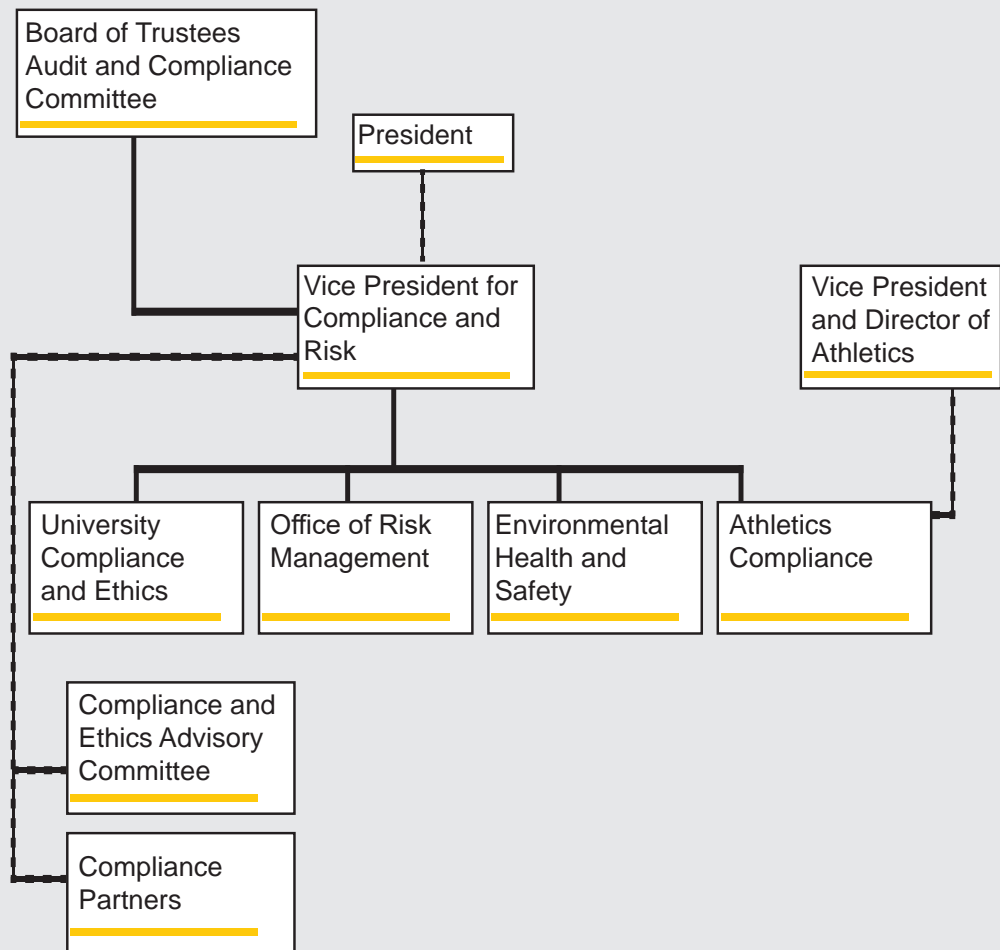 Board of Trustees
Audit and Compliance
Committee
President
Vice President for
Compliance and
Risk
Vice President
and Director of
Athletics
University
Compliance
and Ethics
Office of Risk
Management
Environmental
Health and
Safety
Athletics
Compliance
Compliance and
Ethics Advisory
Committee
Compliance
Partners